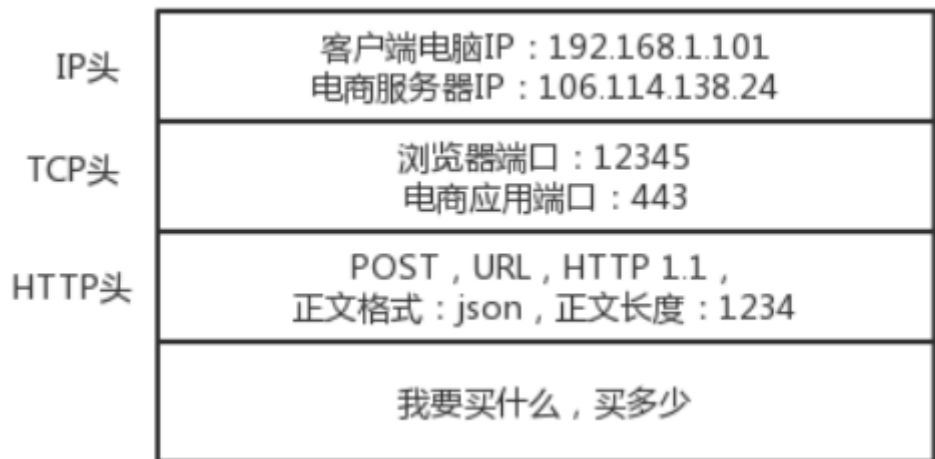 IP头
客户端电脑IP：192.168.1.101
电商服务器IP：106.114.138.24
TCP头
浏览器端口：12345
电商应用端口：443
HTTP头
POST，URL，HTTP 1.1，
正文格式：json，正文长度：1234
我要买什么，买多少